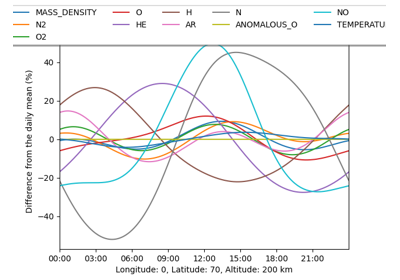 MASS_DENSITY
N2
O2
O
HE
H
AR
N
ANOMALOUS_O
NO
TEMPERATU
Difference from the daily mean (%)
40
20
0
−20
−40
00:00 03:00 06:00 09:00 12:00 15:00 18:00 21:00
Longitude: 0, Latitude: 70, Altitude: 200 km